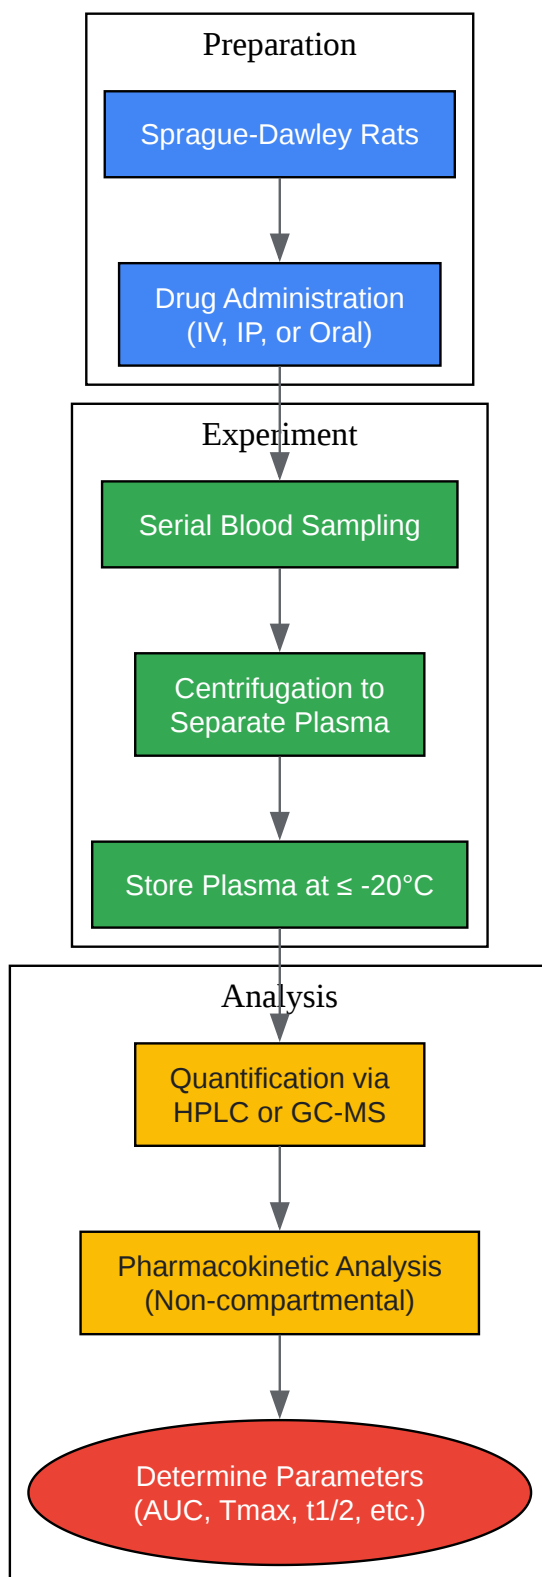 Preparation
Sprague-Dawley Rats
Drug Administration
(IV, IP, or Oral)
Experiment
Serial Blood Sampling
Centrifugation to
Separate Plasma
Store Plasma at ≤ -20°C
Analysis
Quantification via
HPLC or GC-MS
Pharmacokinetic Analysis
(Non-compartmental)
Determine Parameters
(AUC, Tmax, t1/2, etc.)